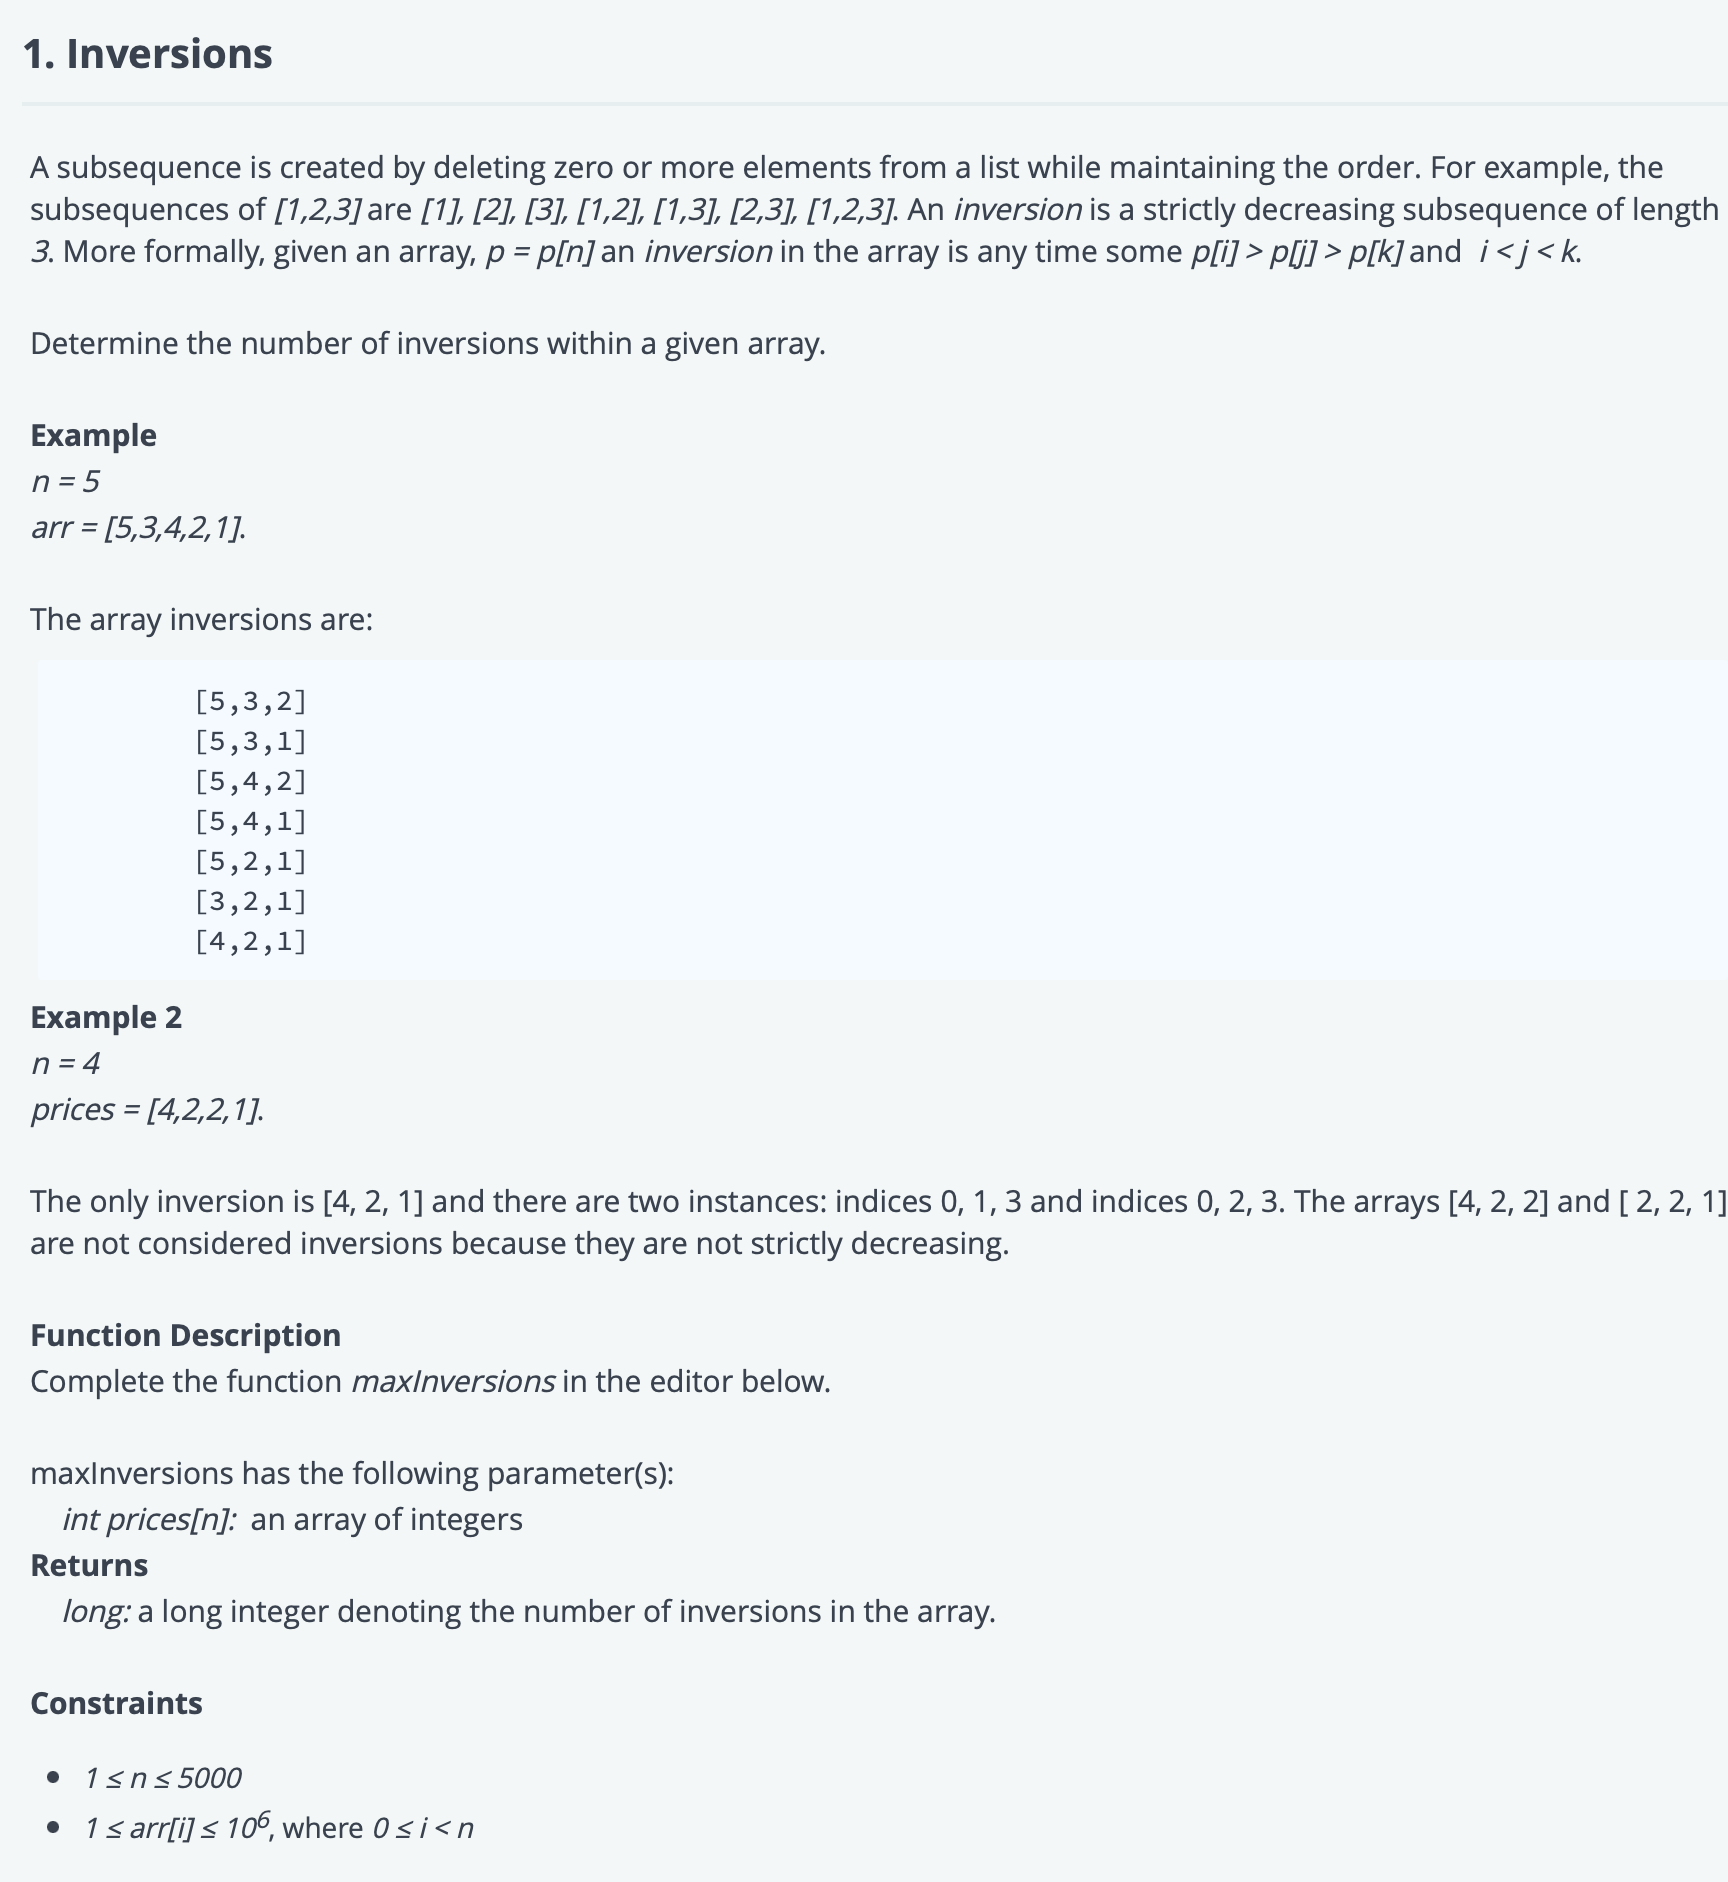 1. Inversions
A subsequence is created by deleting zero or more elements from a list while maintaining the order. For example, the
subsequences of [1,2,3] are [1], [2], [3], [1,2], [1,3], [2,3], [1,2,3]. An inversion is a strictly decreasing subsequence of length
3. More formally, given an array, p = p[n] an inversion in the array is any time some p[i] > p[j] > p[k] and i < j < k.
Determine the number of inversions within a given array.
Example
n = 5
arr = [5,3,4,2,1].
The array inversions are:
[5,3,2]
[5,3,1]
[5,4,2]
[5,4,1]
[5,2,1]
[3,2,1]
[4,2,1]
Example 2
n = 4
prices = [4,2,2,1].
The only inversion is [4, 2, 1] and there are two instances: indices 0, 1, 3 and indices 0, 2, 3. The arrays [4, 2, 2] and [ 2, 2, 1]
are not considered inversions because they are not strictly decreasing.
Function Description
Complete the function maxInversions in the editor below.
maxInversions has the following parameter(s):
int prices[n]: an array of integers
Returns
long: a long integer denoting the number of inversions in the array.
Constraints
• 1 ≤ n ≤ 5000
• 1 ≤ arr[i] ≤ 10⁶, where 0 ≤ i < n